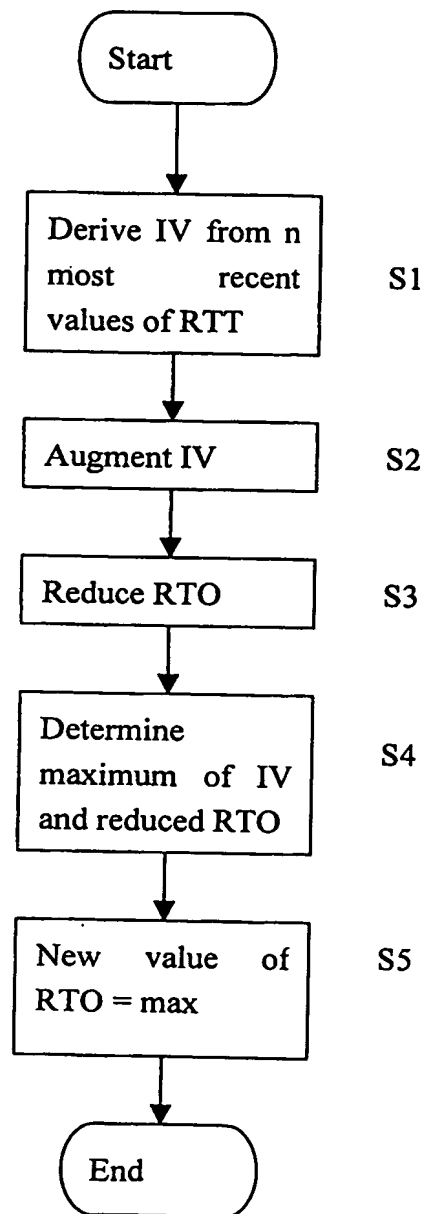 Start
Derive IV from n
most recent
values of RTT
S1
Augment IV
S2
Reduce RTO
S3
Determine
maximum of IV
and reduced RTO
S4
New value of
RTO = max
S5
End